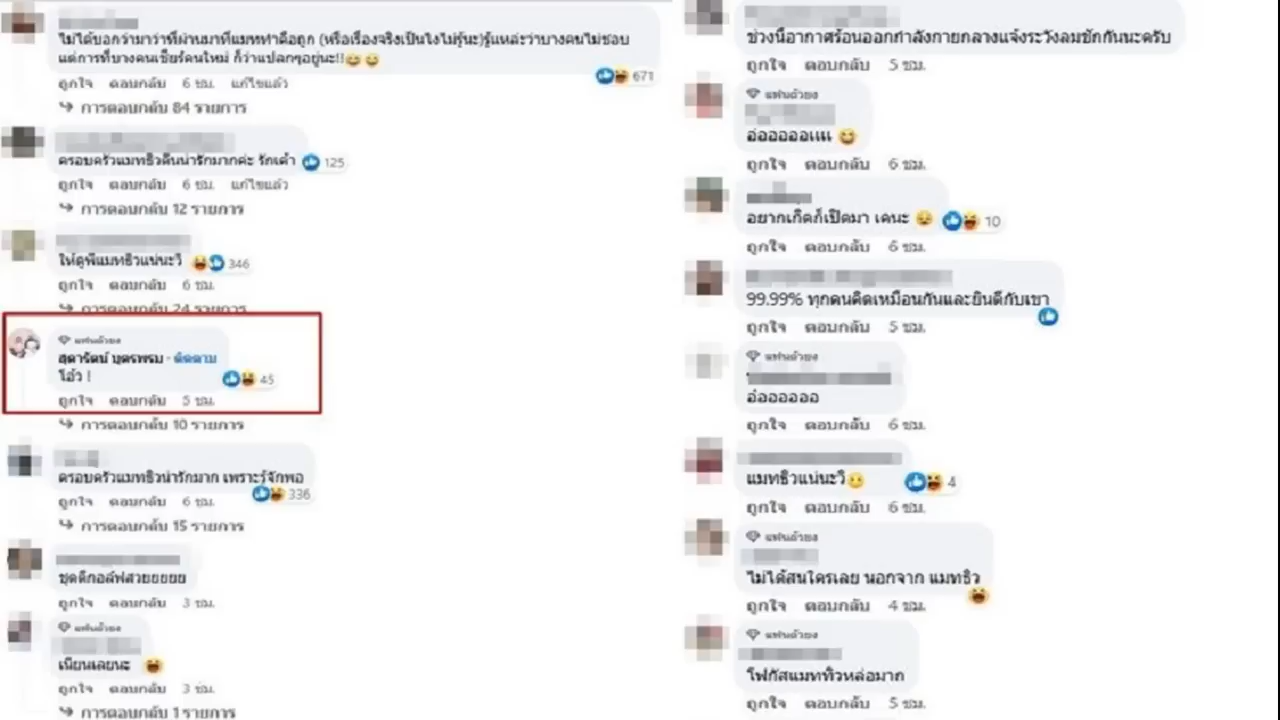 ไม่ได้บอกว่ามาว่าที่ผ่านมาที่แมททำคือถูก (หรือเรื่องจริงเป็นไงไม่รู้นะ)รู้แหล่ะว่าบางคนไม่ชอบ
แต่การที่บางคนเชียร์คนใหม่ ก็ว่าแปลกๆอยู่นะ!!
671
ถูกใจ ตอบกลับ 6 ชม. แก้ไขแล้ว
การตอบกลับ 84 รายการ
ครอบครัวแมทธิวดีนน่ารักมากค่ะ รักเค้า 125
ถูกใจ ตอบกลับ 6 ชม. แก้ไขแล้ว
การตอบกลับ 12 รายการ
ให้ดูพี่แมทธิวแน่นะวิ 346
ถูกใจ ตอบกลับ 6 ชม.
การตอบกลับ 24 รายการ
แฟนตัวยง
สุดารัตน์ บุตรพรม · ติดตาม
โอ้ว !
45
ถูกใจ ตอบกลับ 5 ชม.
การตอบกลับ 10 รายการ
ครอบครัวแมทธิวน่ารักมาก เพราะรู้จักพอ
336
ถูกใจ ตอบกลับ 6 ชม.
การตอบกลับ 15 รายการ
ชุดตีกอล์ฟสวยยยยย
ถูกใจ ตอบกลับ 3 ชม.
แฟนตัวยง
เนียนเลยนะ
ถูกใจ ตอบกลับ 3 ชม.
การตอบกลับ 1 รายการ
ช่วงนี้อากาศร้อนออกกำลังกายกลางแจ้งระวังลมชักกันนะครับ
ถูกใจ ตอบกลับ 5 ชม.
แฟนตัวยง
อ่อออออแแแ
ถูกใจ ตอบกลับ 6 ชม.
อยากเกิดก็เปิดมา เคนะ 10
ถูกใจ ตอบกลับ 6 ชม.
99.99% ทุกคนคิดเหมือนกันและยินดีกับเขา
ถูกใจ ตอบกลับ 5 ชม.
แฟนตัวยง
อ่อออออออ
ถูกใจ ตอบกลับ 6 ชม.
แมทธิวแน่นะวิ 4
ถูกใจ ตอบกลับ 6 ชม.
แฟนตัวยง
ไม่ได้สนใครเลย นอกจาก แมทธิว
ถูกใจ ตอบกลับ 4 ชม.
แฟนตัวยง
โฟกัสแมททิวหล่อมาก
ถูกใจ ตอบกลับ 5 ชม.